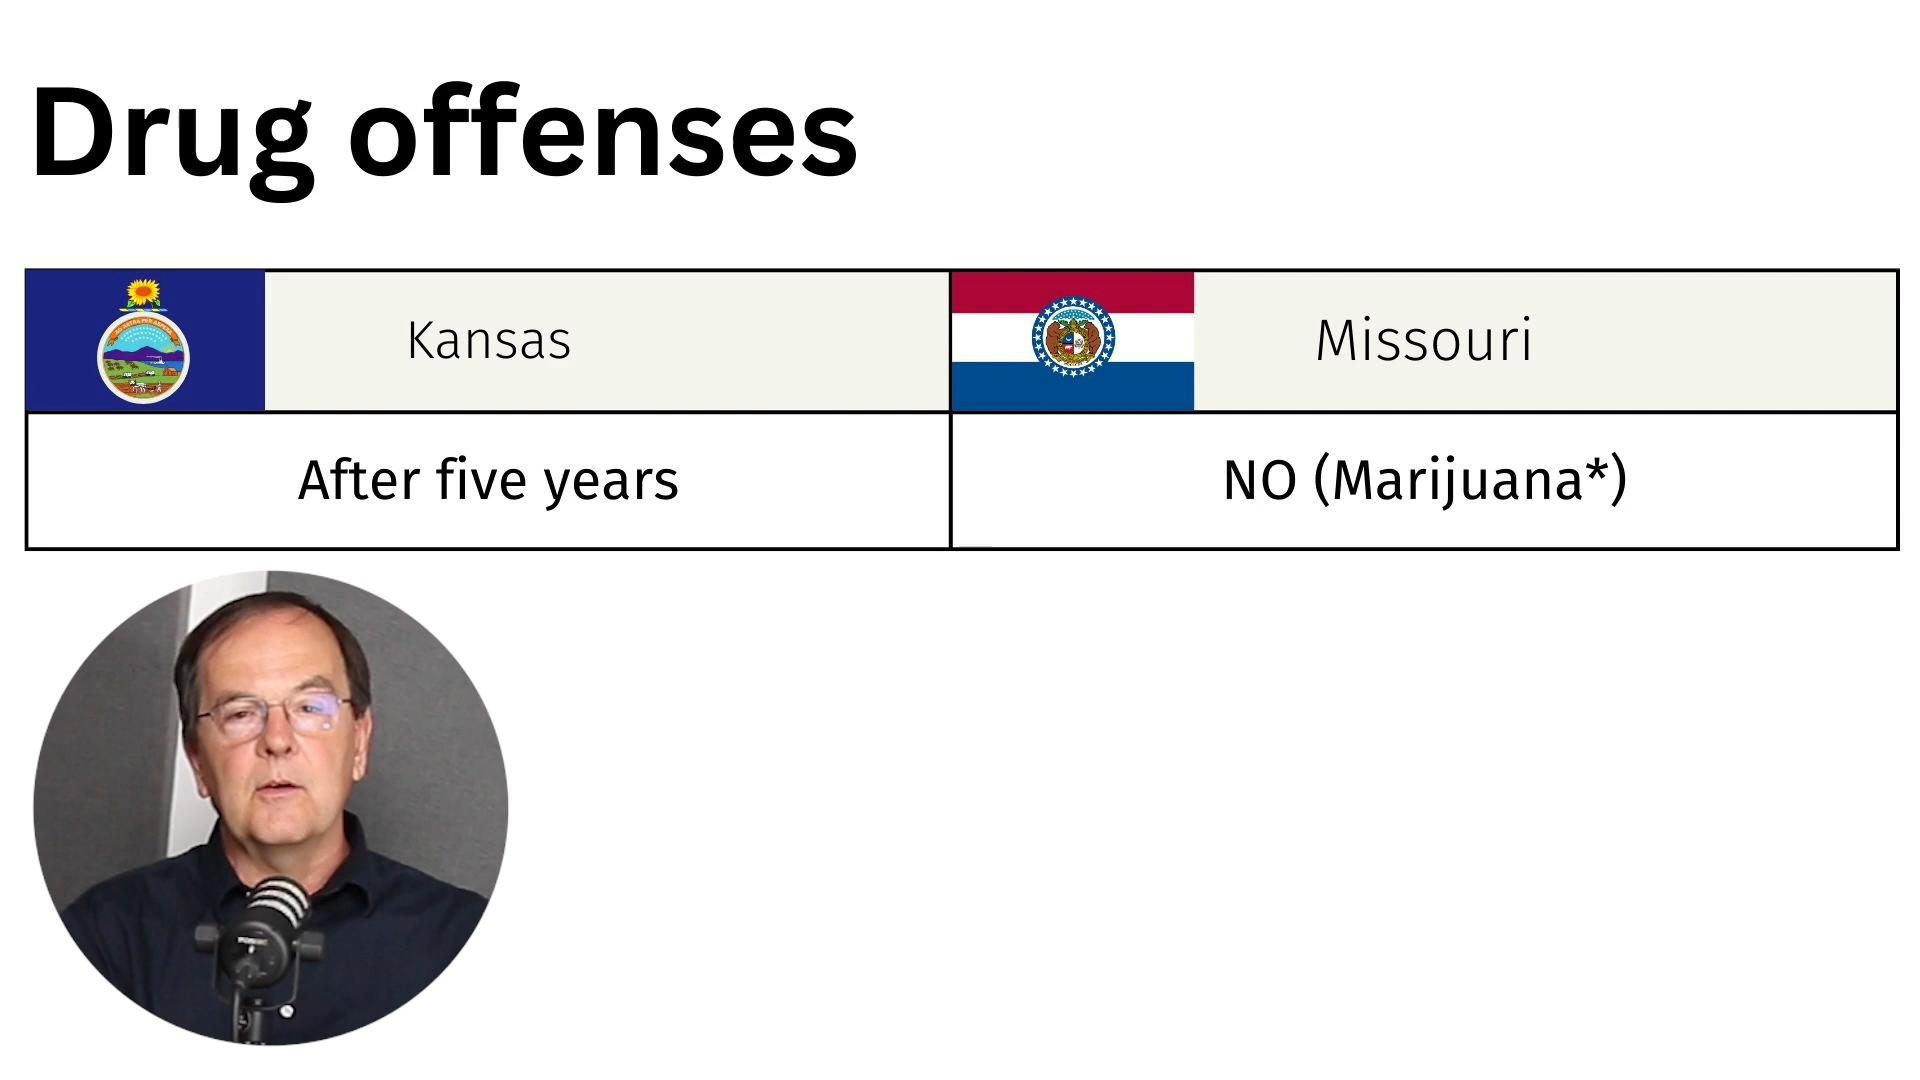 Drug offenses
Kansas
Missouri
After five years
NO (Marijuana*)